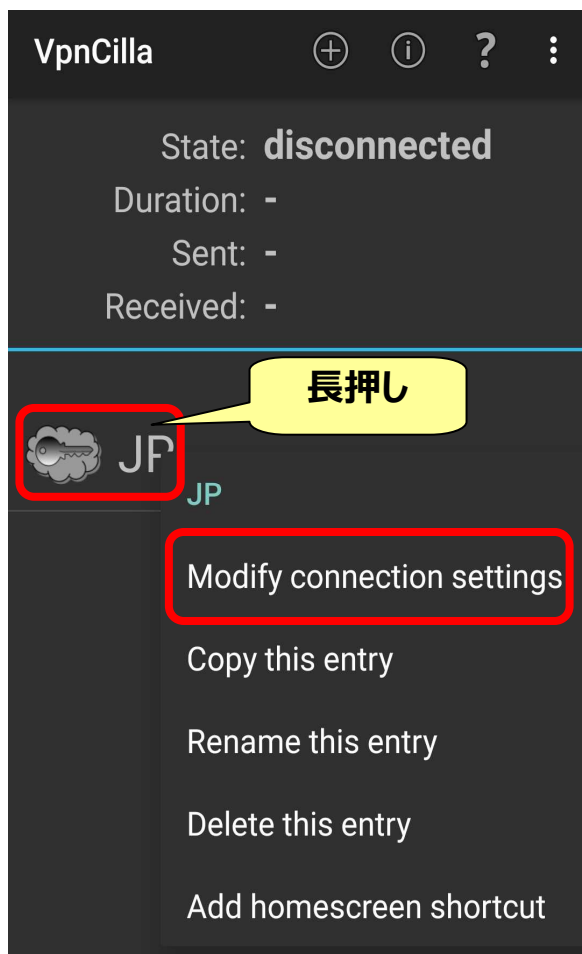 VpnCilla
State: disconnected
Duration: -
Sent: -
Received: -
長押し
JP
JP
Modify connection settings
Copy this entry
Rename this entry
Delete this entry
Add homescreen shortcut